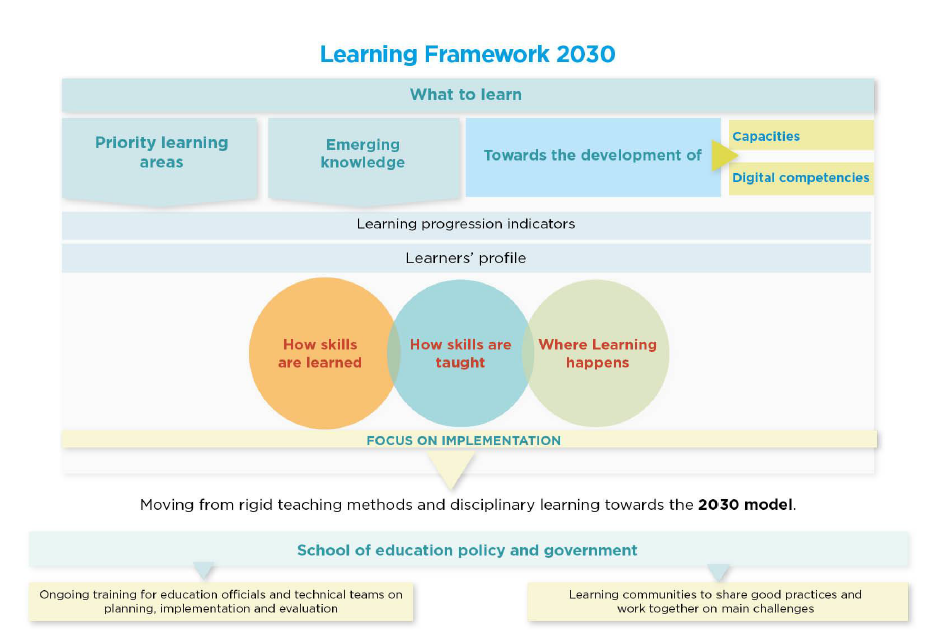 Learning Framework 2030
What to learn
Priority learning
areas
Emerging
knowledge
Towards the development of
Capacities
Digital competencies
Learning progression indicators
Learners’ profile
How skills
are learned
How skills are
taught
Where Learning
happens
FOCUS ON IMPLEMENTATION
Moving from rigid teaching methods and disciplinary learning towards the 2030 model.
School of education policy and government
Ongoing training for education officials and technical teams on
planning, implementation and evaluation
Learning communities to share good practices and
work together on main challenges